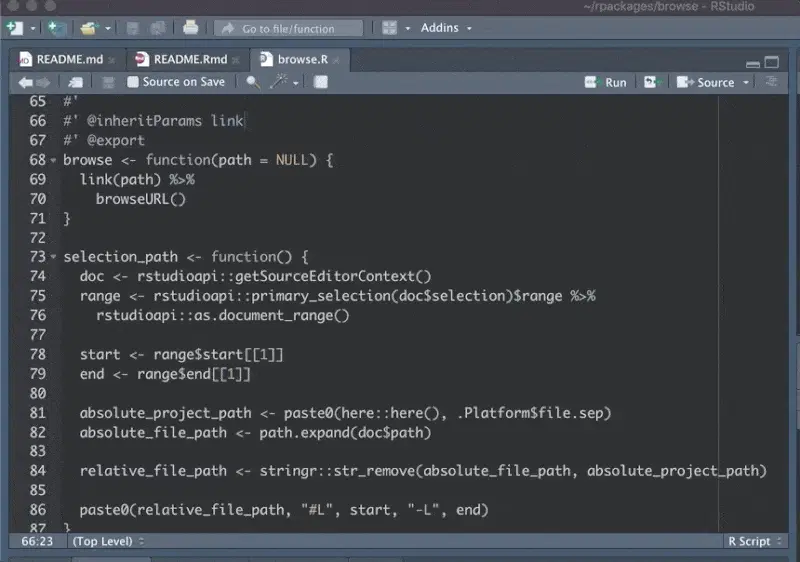 ~/rpackages/browse - RStudio
Go to file/function
Addins
README.md
README.Rmd
browse.R
Source on Save
Run
Source
65 #'
66 #' @inheritParams link
67 #' @export
68 browse <- function(path = NULL) {
69 link(path) %>%
70 browseURL()
71 }
72
73 selection_path <- function() {
74 doc <- rstudioapi::getSourceEditorContext()
75 range <- rstudioapi::primary_selection(doc$selection)$range %>%
76 rstudioapi::as.document_range()
77
78 start <- range$start[[1]]
79 end <- range$end[[1]]
80
81 absolute_project_path <- paste0(here::here(), .Platform$file.sep)
82 absolute_file_path <- path.expand(doc$path)
83
84 relative_file_path <- stringr::str_remove(absolute_file_path, absolute_project_path)
85
86 paste0(relative_file_path, "#L", start, "-L", end)
87 }
66:23
(Top Level)
R Script